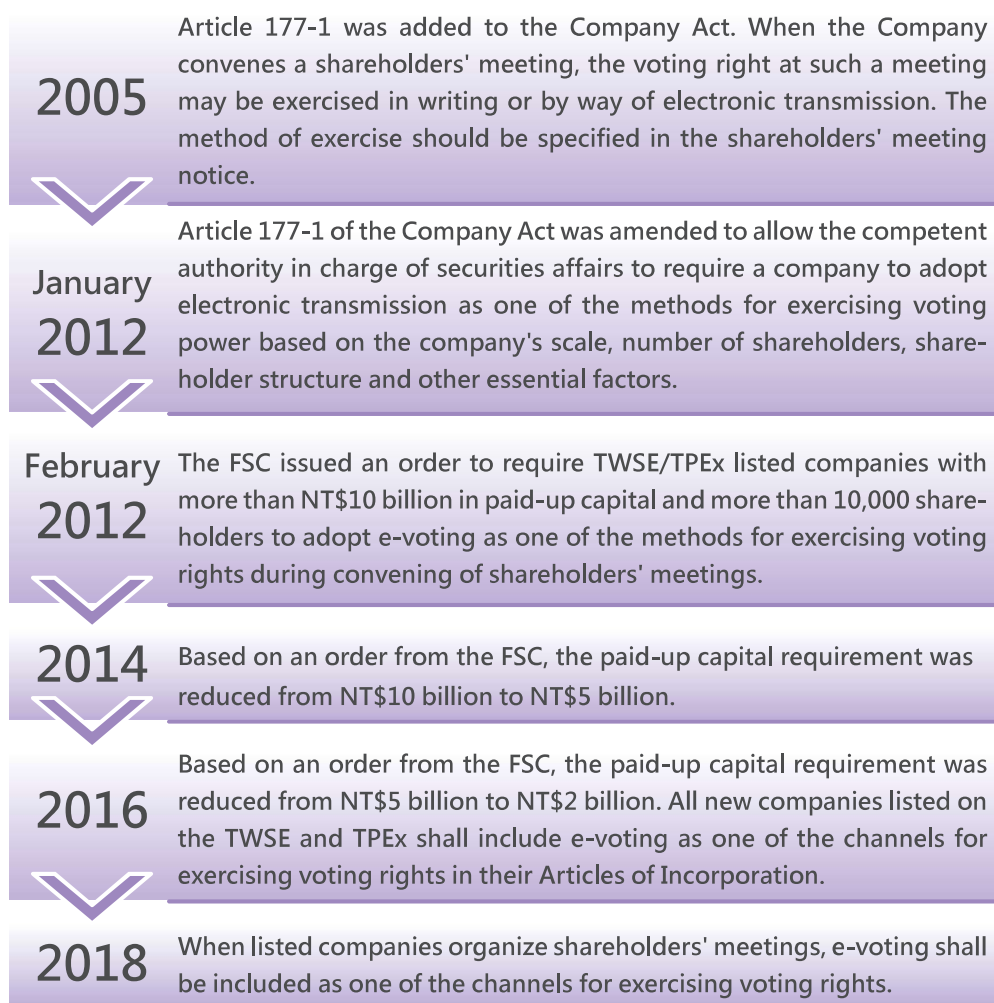 2005
Article 177-1 was added to the Company Act. When the Company
convenes a shareholders' meeting, the voting right at such a meeting
may be exercised in writing or by way of electronic transmission. The
method of exercise should be specified in the shareholders' meeting
notice.
January
2012
Article 177-1 of the Company Act was amended to allow the competent
authority in charge of securities affairs to require a company to adopt
electronic transmission as one of the methods for exercising voting
power based on the company's scale, number of shareholders, share-
holder structure and other essential factors.
February
2012
The FSC issued an order to require TWSE/TPEx listed companies with
more than NT$10 billion in paid-up capital and more than 10,000 share-
holders to adopt e-voting as one of the methods for exercising voting
rights during convening of shareholders' meetings.
2014
Based on an order from the FSC, the paid-up capital requirement was
reduced from NT$10 billion to NT$5 billion.
2016
Based on an order from the FSC, the paid-up capital requirement was
reduced from NT$5 billion to NT$2 billion. All new companies listed on
the TWSE and TPEx shall include e-voting as one of the channels for
exercising voting rights in their Articles of Incorporation.
2018
When listed companies organize shareholders' meetings, e-voting shall
be included as one of the channels for exercising voting rights.